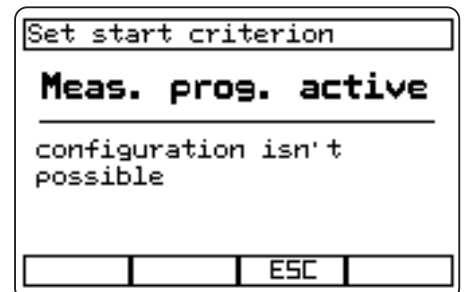 Set start criterion
Meas. prog. active
configuration isn't
possible
ESC